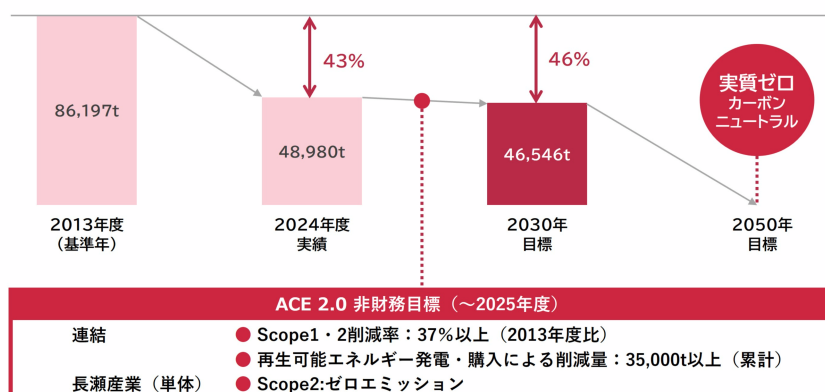 43%
46%
実質ゼロ
カーボン
ニュートラル
86,197t
48,980t
46,546t
2013年度
（基準年）
2024年度
実績
2030年
目標
2050年
目標
ACE 2.0 非財務目標（～2025年度）
連結
● Scope1・2削減率：37％以上（2013年度比）
● 再生可能エネルギー発電・購入による削減量：35,000t以上（累計）
長瀬産業（単体）
● Scope2:ゼロエミッション